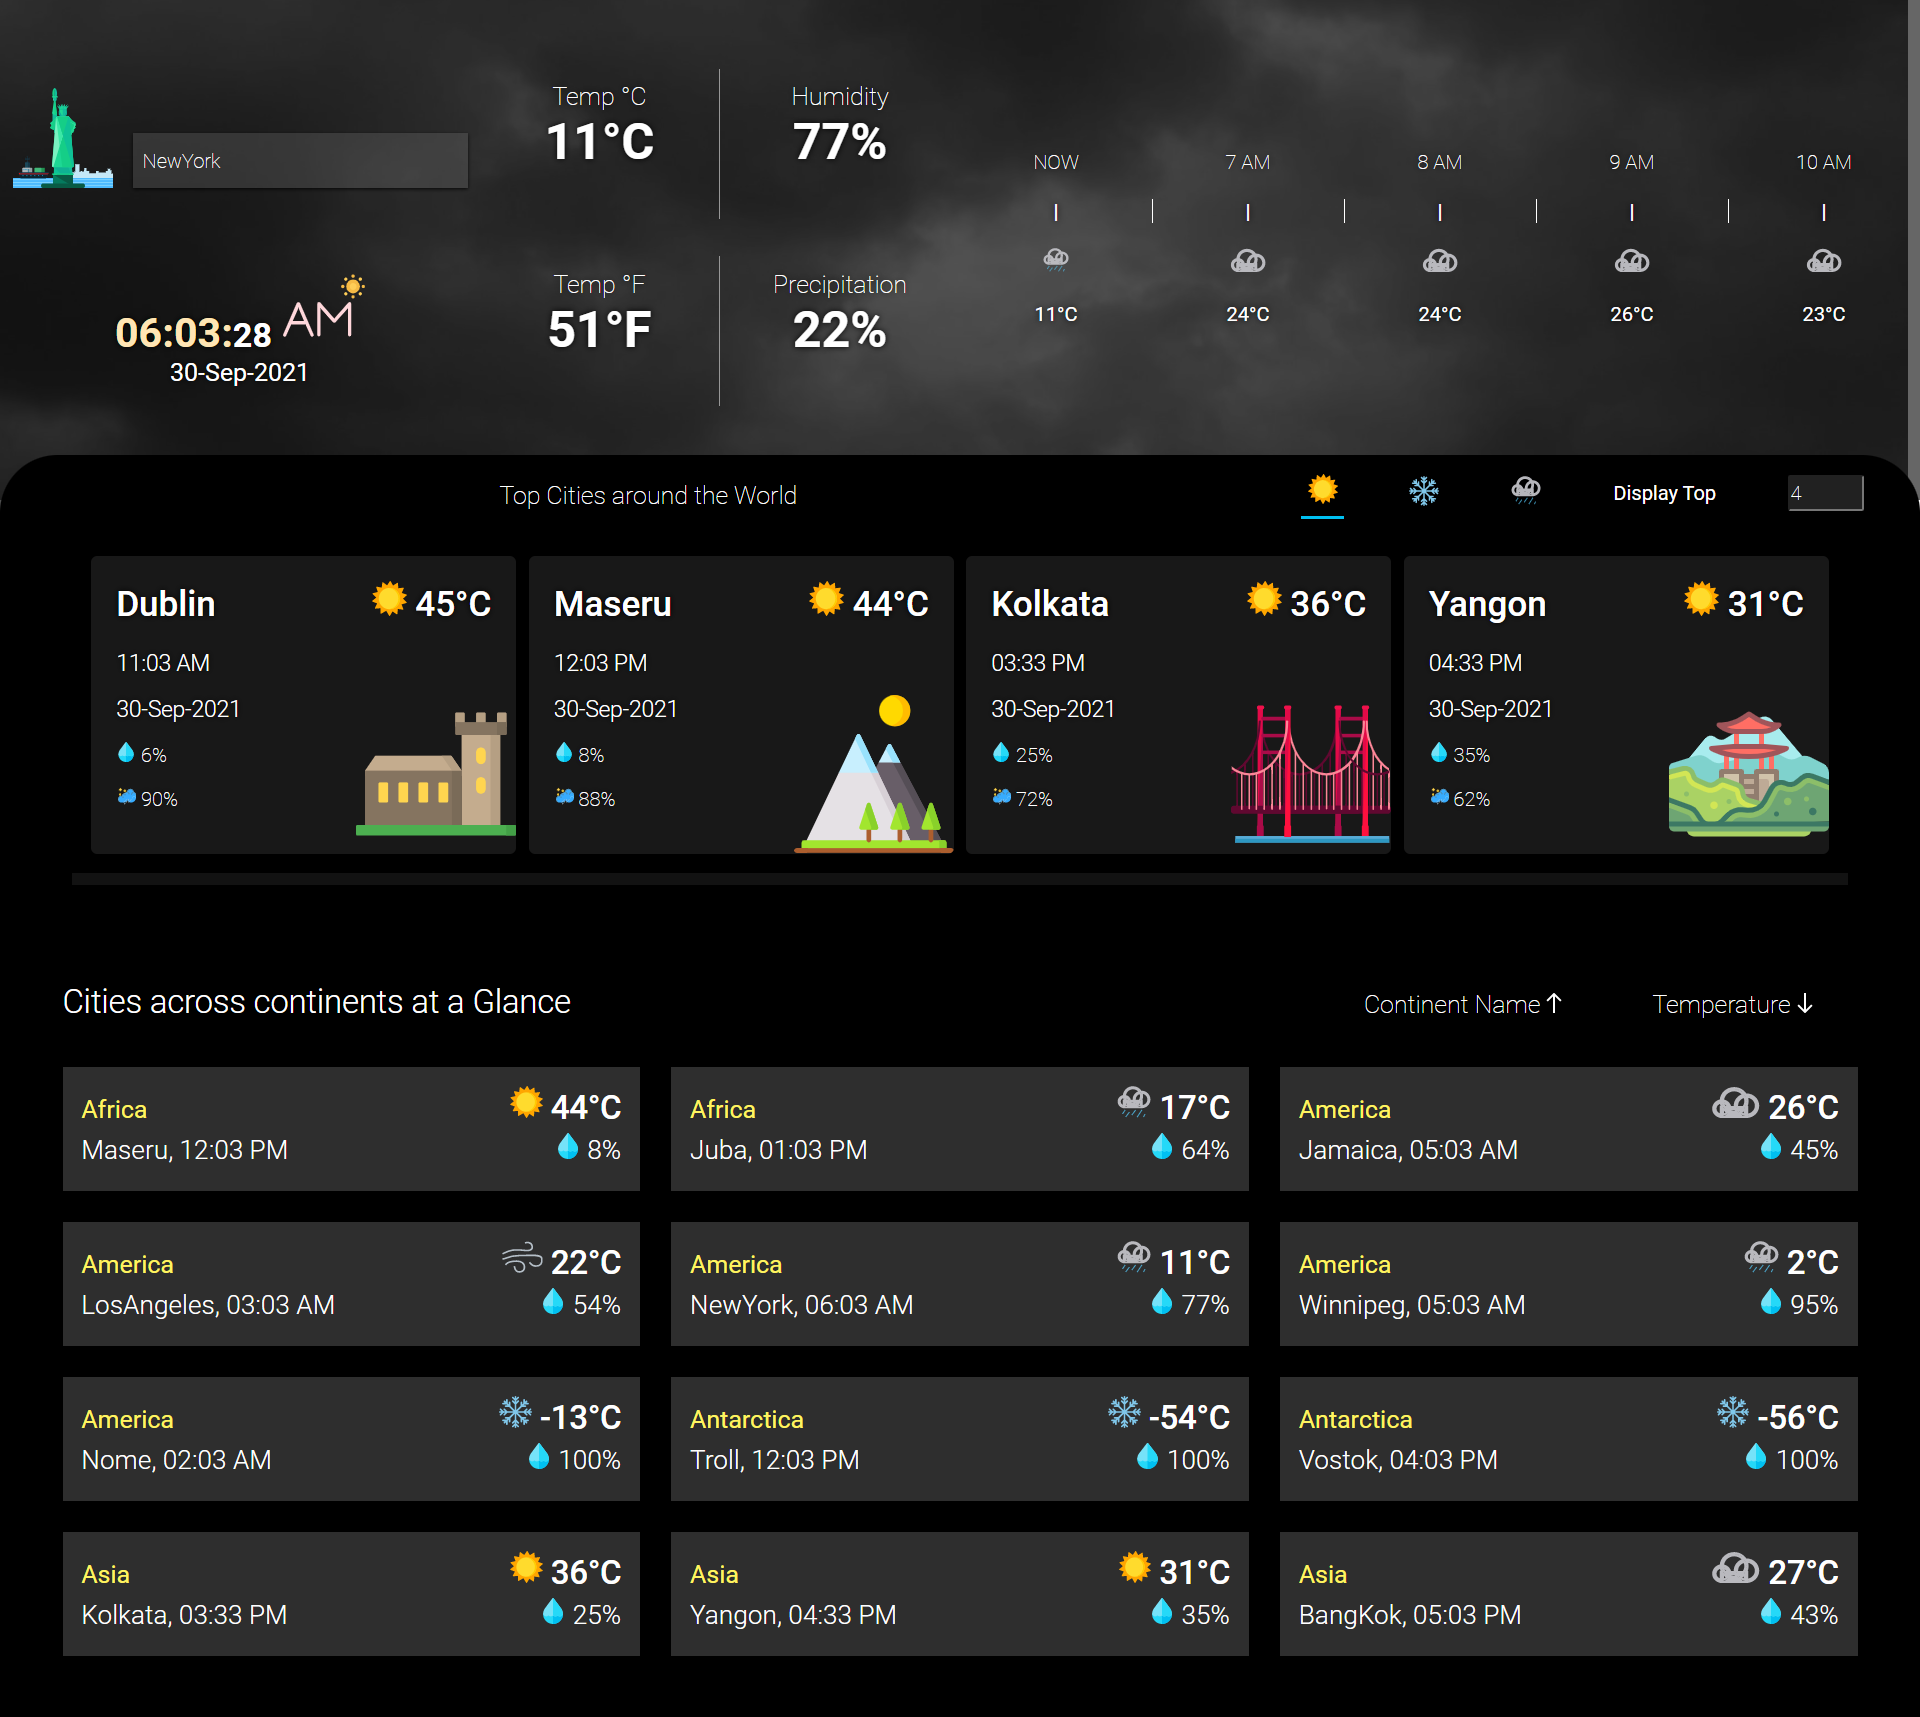 NewYork
06:03:28 AM
30-Sep-2021
Temp °C
11°C
Humidity
77%
Temp °F
51°F
Precipitation
22%
NOW
7 AM
8 AM
9 AM
10 AM
11°C
24°C
24°C
26°C
23°C
Top Cities around the World
Display Top
4
Dublin
45°C
11:03 AM
30-Sep-2021
6%
90%
Maseru
44°C
12:03 PM
30-Sep-2021
8%
88%
Kolkata
36°C
03:33 PM
30-Sep-2021
25%
72%
Yangon
31°C
04:33 PM
30-Sep-2021
35%
62%
Cities across continents at a Glance
Continent Name
Temperature
Africa
44°C
Maseru, 12:03 PM
8%
Africa
17°C
Juba, 01:03 PM
64%
America
26°C
Jamaica, 05:03 AM
45%
America
22°C
LosAngeles, 03:03 AM
54%
America
11°C
NewYork, 06:03 AM
77%
America
2°C
Winnipeg, 05:03 AM
95%
America
-13°C
Nome, 02:03 AM
100%
Antarctica
-54°C
Troll, 12:03 PM
100%
Antarctica
-56°C
Vostok, 04:03 PM
100%
Asia
36°C
Kolkata, 03:33 PM
25%
Asia
31°C
Yangon, 04:33 PM
35%
Asia
27°C
BangKok, 05:03 PM
43%